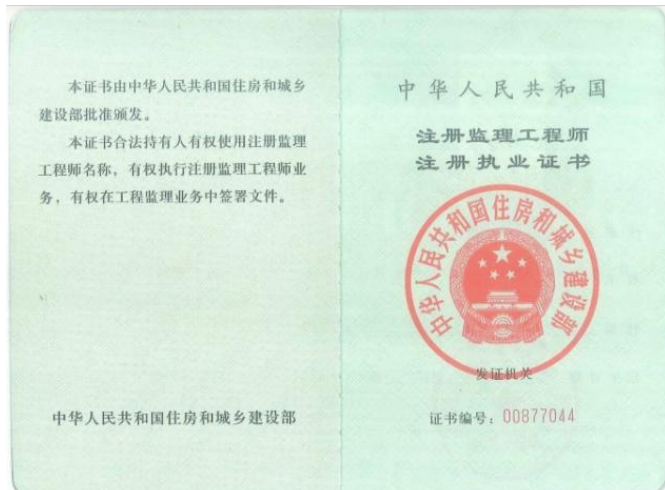 本证书由中华人民共和国住房和城乡
建设部批准颁发。
本证书合法持有人有权使用注册监理
工程师名称，有权执行注册监理工程师业
务，有权在工程监理业务中签署文件。
中华人民共和国住房和城乡建设部
中华人民共和国
注册监理工程师
注册执业证书
中华人民共和国住房和城乡建设部
发证机关
证书编号：00877044